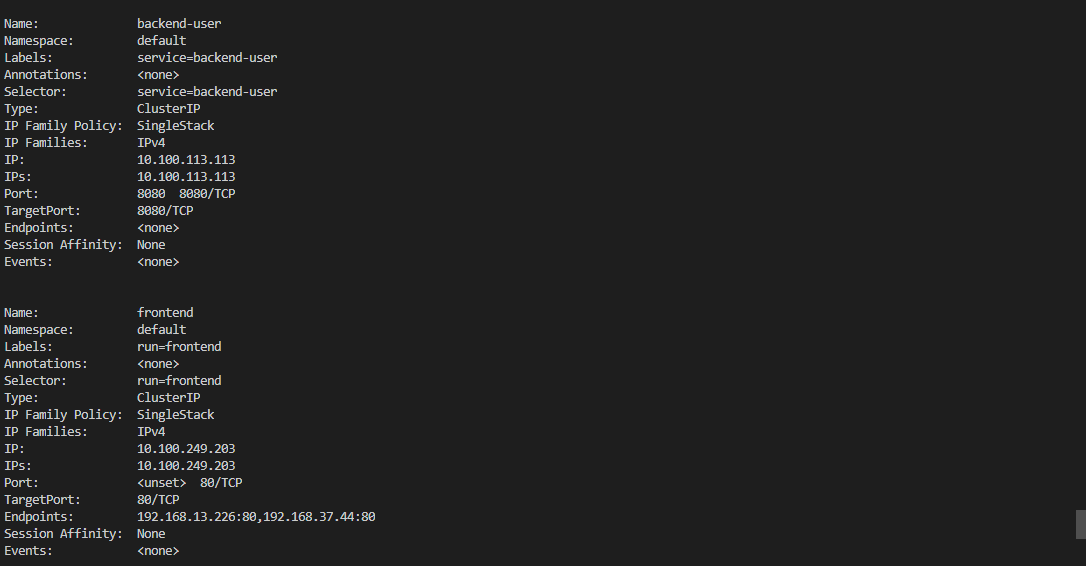 Name:              backend-user
Namespace:         default
Labels:            service=backend-user
Annotations:       <none>
Selector:          service=backend-user
Type:              ClusterIP
IP Family Policy:  SingleStack
IP Families:       IPv4
IP:                10.100.113.113
IPs:               10.100.113.113
Port:              8080  8080/TCP
TargetPort:        8080/TCP
Endpoints:         <none>
Session Affinity:  None
Events:            <none>

Name:              frontend
Namespace:         default
Labels:            run=frontend
Annotations:       <none>
Selector:          run=frontend
Type:              ClusterIP
IP Family Policy:  SingleStack
IP Families:       IPv4
IP:                10.100.249.203
IPs:               10.100.249.203
Port:              <unset>  80/TCP
TargetPort:        80/TCP
Endpoints:         192.168.13.226:80,192.168.37.44:80
Session Affinity:  None
Events:            <none>